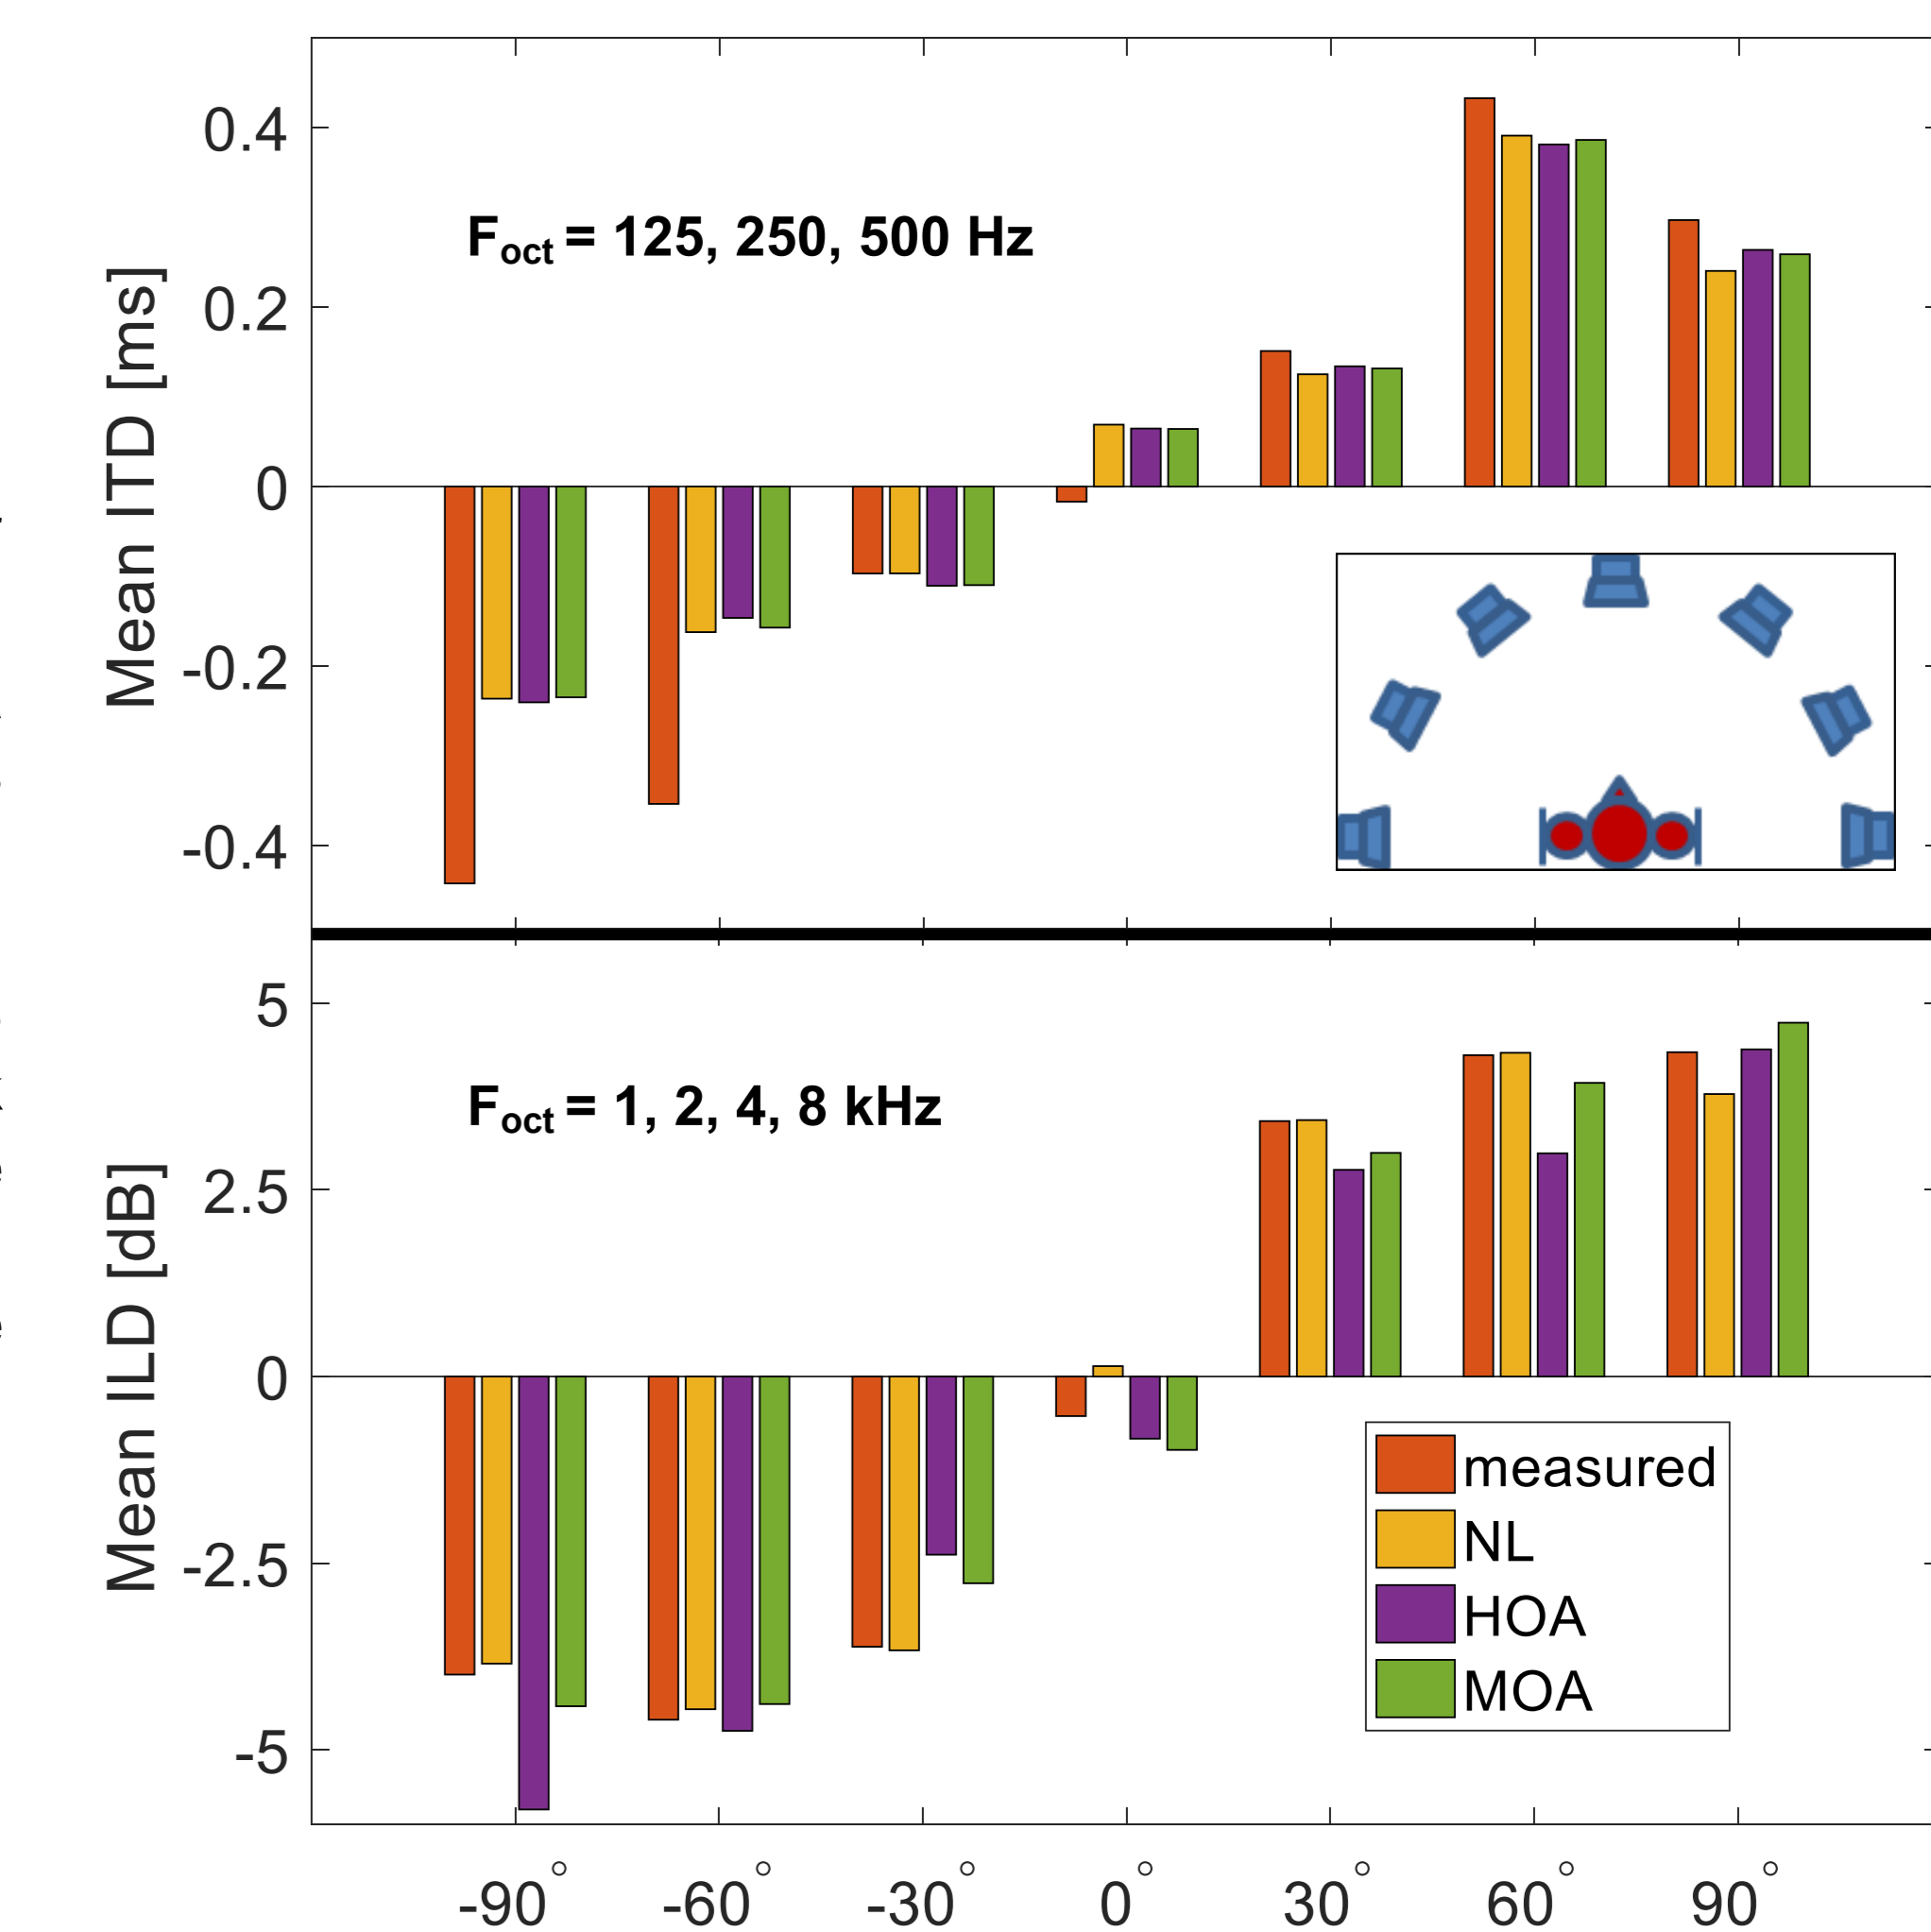 0.4
F_oct = 125, 250, 500 Hz
0.2
Mean ITD [ms]
0
-0.2
-0.4
5
F_oct = 1, 2, 4, 8 kHz
2.5
Mean ILD [dB]
0
measured
NL
-2.5
HOA
MOA
-5
-90° -60° -30° 0° 30° 60° 90°